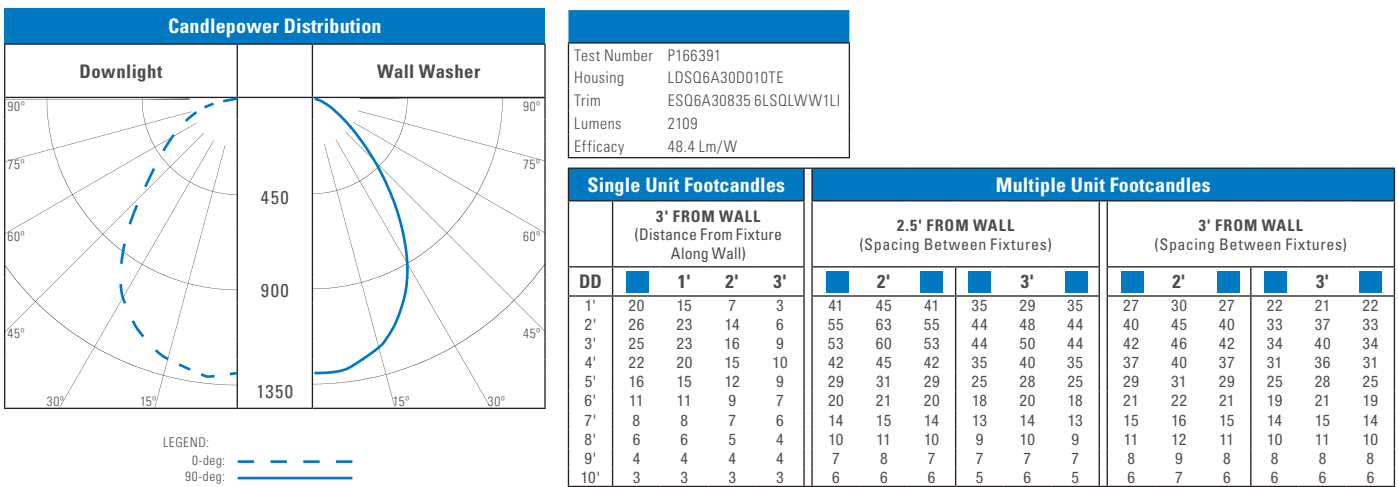 Candlepower Distribution
Downlight
Wall Washer
90° 90°
75° 75°
60° 60°
45° 45°
30° 15° 15° 30°
450
900
1350
LEGEND:
0-deg:
90-deg:
Test Number P166391
Housing LDSQ6A30D010TE
Trim ESQ6A30835 6LSQLWW1LI
Lumens 2109
Efficacy 48.4 Lm/W
Single Unit Footcandles
Multiple Unit Footcandles
3' FROM WALL
(Distance From Fixture
Along Wall)
2.5' FROM WALL
(Spacing Between Fixtures)
3' FROM WALL
(Spacing Between Fixtures)
DD 1' 2' 3' 2' 3' 2' 3'
1' 20 15 7 3 41 45 41 35 29 35 27 30 27 22 21 22
2' 26 23 14 6 55 63 55 44 48 44 40 45 40 33 37 33
3' 25 23 16 9 53 60 53 44 50 44 42 46 42 34 40 34
4' 22 20 15 10 42 45 42 35 40 35 37 40 37 31 36 31
5' 16 15 12 9 29 31 29 25 28 25 29 31 29 25 28 25
6' 11 11 9 7 20 21 20 18 20 18 21 22 21 19 21 19
7' 8 8 7 6 14 15 14 13 14 13 15 16 15 14 15 14
8' 6 6 5 4 10 11 10 9 10 9 11 12 11 10 11 10
9' 4 4 4 4 7 8 7 7 7 7 8 9 8 8 8 8
10' 3 3 3 3 6 6 6 5 6 5 6 7 6 6 6 6